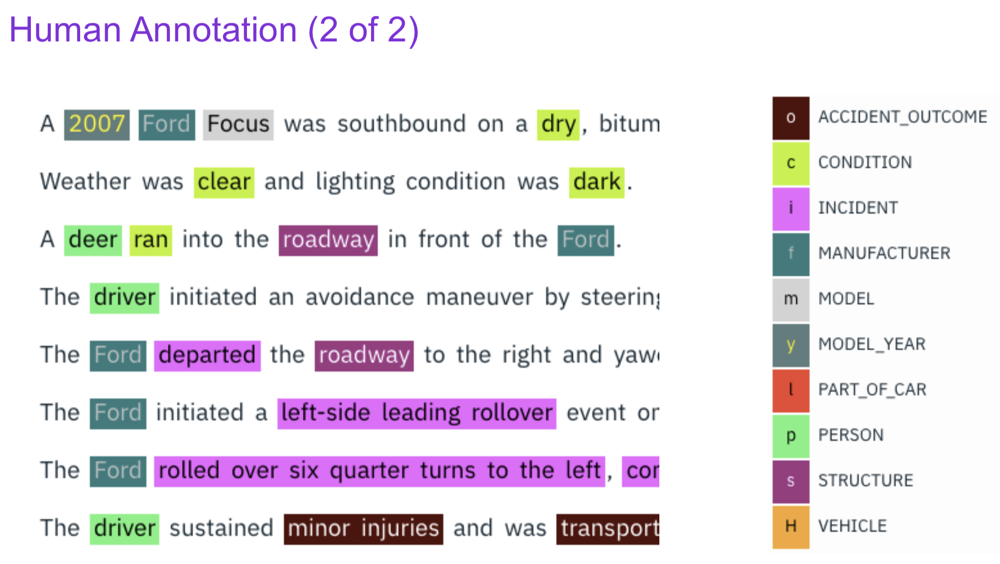 Human Annotation (2 of 2)
A 2007 Ford Focus was southbound on a dry, bitum
Weather was clear and lighting condition was dark.
A deer ran into the roadway in front of the Ford.
The driver initiated an avoidance maneuver by steering
The Ford departed the roadway to the right and yaw
The Ford initiated a left-side leading rollover event or
The Ford rolled over six quarter turns to the left, cor
The driver sustained minor injuries and was transport
o ACCIDENT_OUTCOME
c CONDITION
i INCIDENT
f MANUFACTURER
m MODEL
y MODEL_YEAR
l PART_OF_CAR
p PERSON
s STRUCTURE
H VEHICLE